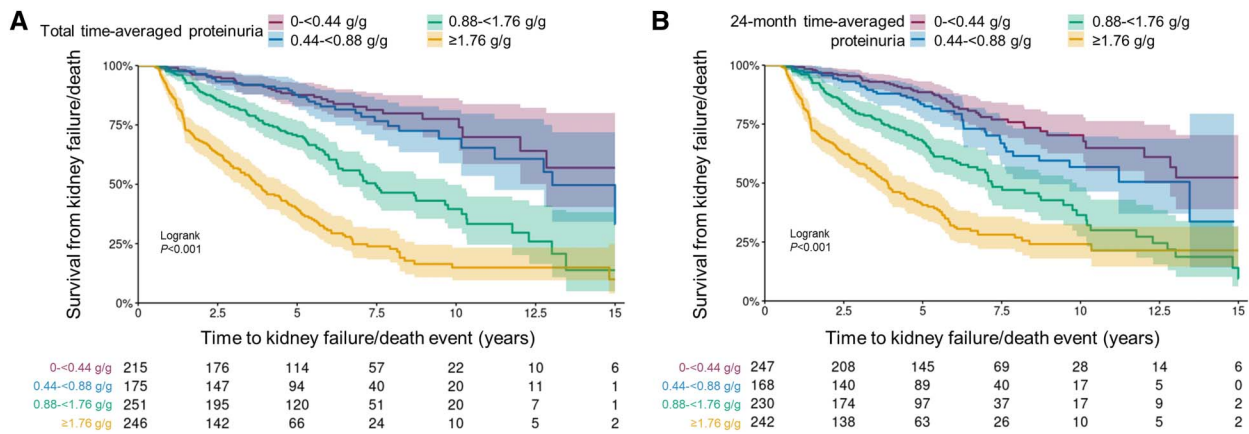 A
Total time-averaged proteinuria
0-<0.44 g/g
0.88-<1.76 g/g
0.44-<0.88 g/g
≥1.76 g/g
Survival from kidney failure/death
100%
75%
50%
25%
0%
Logrank
P<0.001
0 2.5 5 7.5 10 12.5 15
Time to kidney failure/death event (years)
0-<0.44 g/g 215 176 114 57 22 10 6
0.44-<0.88 g/g 175 147 94 40 20 11 1
0.88-<1.76 g/g 251 195 120 51 20 7 1
≥1.76 g/g 246 142 66 24 10 5 2
B
24-month time-averaged
proteinuria
0-<0.44 g/g
0.88-<1.76 g/g
0.44-<0.88 g/g
≥1.76 g/g
Survival from kidney failure/death
100%
75%
50%
25%
0%
Logrank
P<0.001
0 2.5 5 7.5 10 12.5 15
Time to kidney failure/death event (years)
0-<0.44 g/g 247 208 145 69 28 14 6
0.44-<0.88 g/g 168 140 89 40 17 5 0
0.88-<1.76 g/g 230 174 97 37 17 9 2
≥1.76 g/g 242 138 63 26 10 5 2